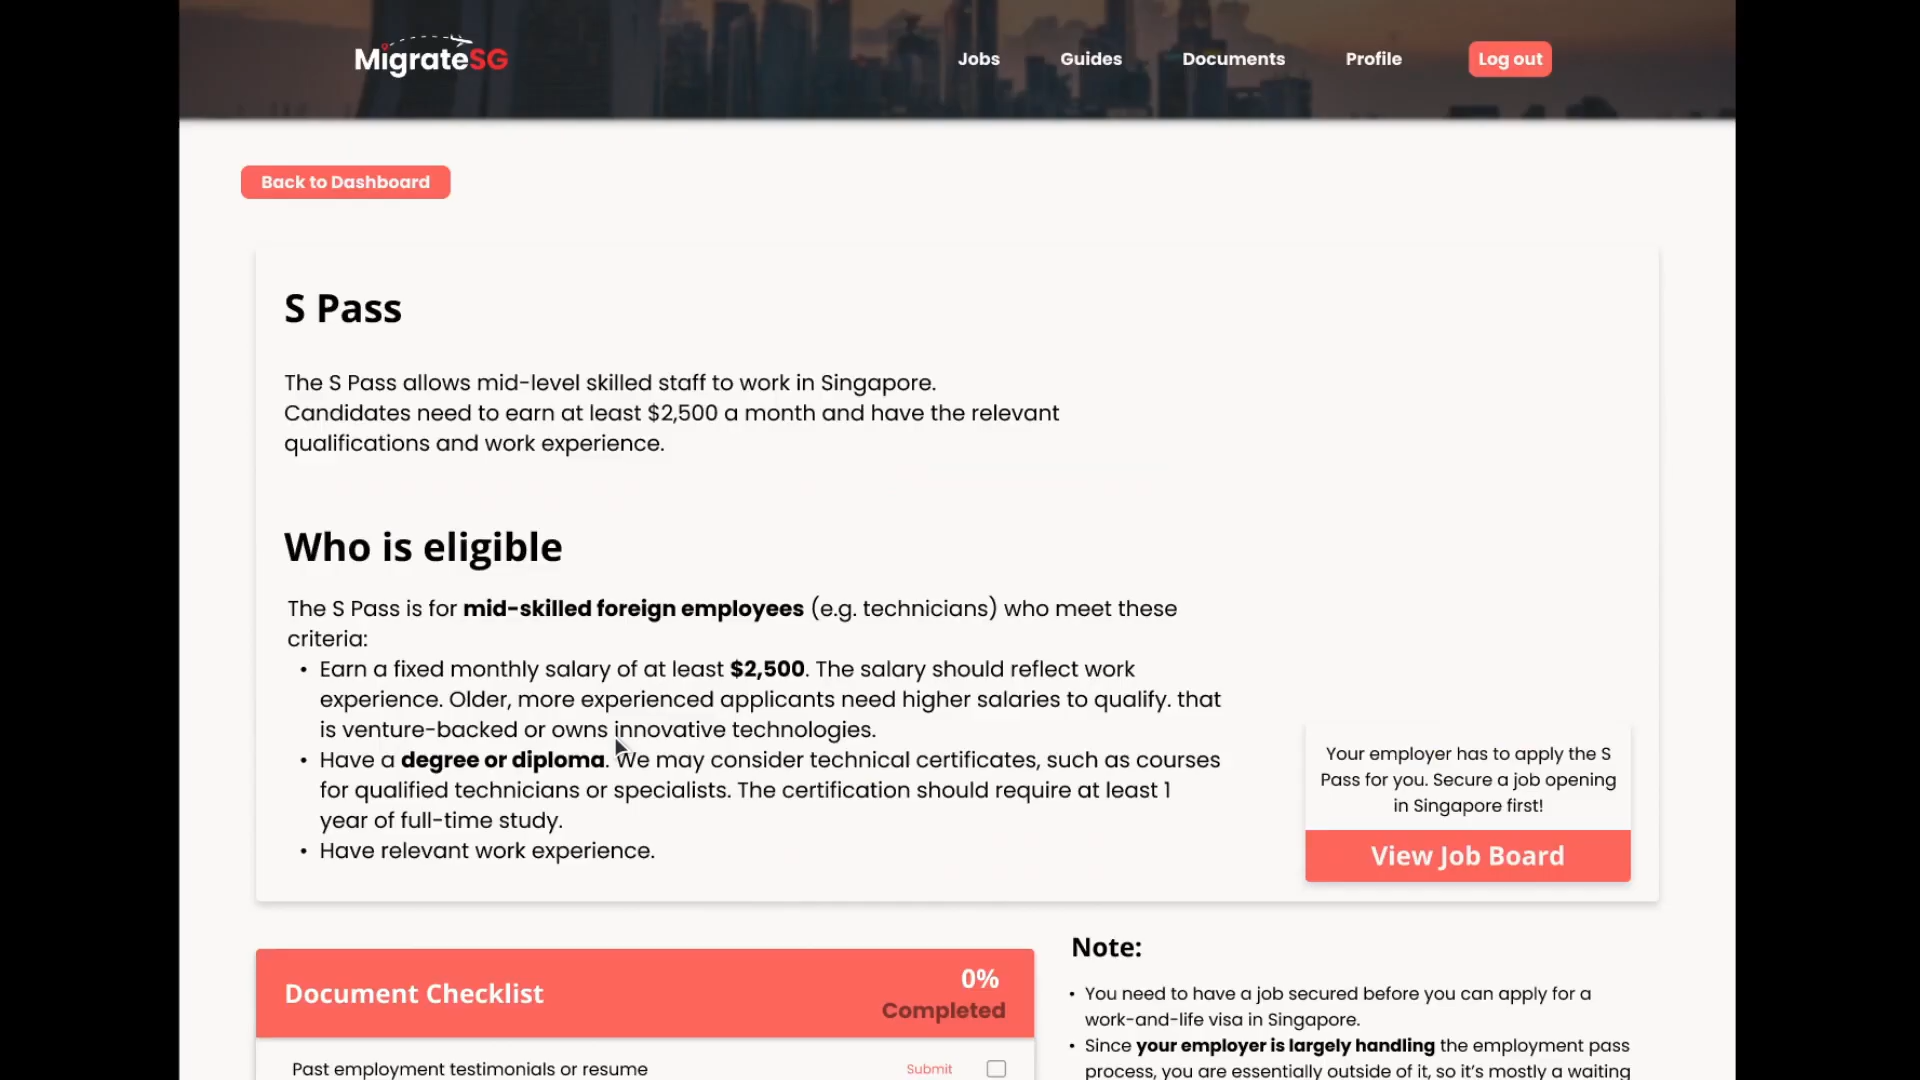 MigrateSG
Jobs
Guides
Documents
Profile
Log out
Back to Dashboard
S Pass
The S Pass allows mid-level skilled staff to work in Singapore.
Candidates need to earn at least $2,500 a month and have the relevant
qualifications and work experience.
Who is eligible
The S Pass is for mid-skilled foreign employees (e.g. technicians) who meet these
criteria:
• Earn a fixed monthly salary of at least $2,500. The salary should reflect work
experience. Older, more experienced applicants need higher salaries to qualify. that
is venture-backed or owns innovative technologies.
• Have a degree or diploma. We may consider technical certificates, such as courses
for qualified technicians or specialists. The certification should require at least 1
year of full-time study.
• Have relevant work experience.
Your employer has to apply the S
Pass for you. Secure a job opening
in Singapore first!
View Job Board
Document Checklist
0%
Completed
Past employment testimonials or resume
Submit
Note:
• You need to have a job secured before you can apply for a
work-and-life visa in Singapore.
• Since your employer is largely handling the employment pass
process, you are essentially outside of it, so it's mostly a waiting